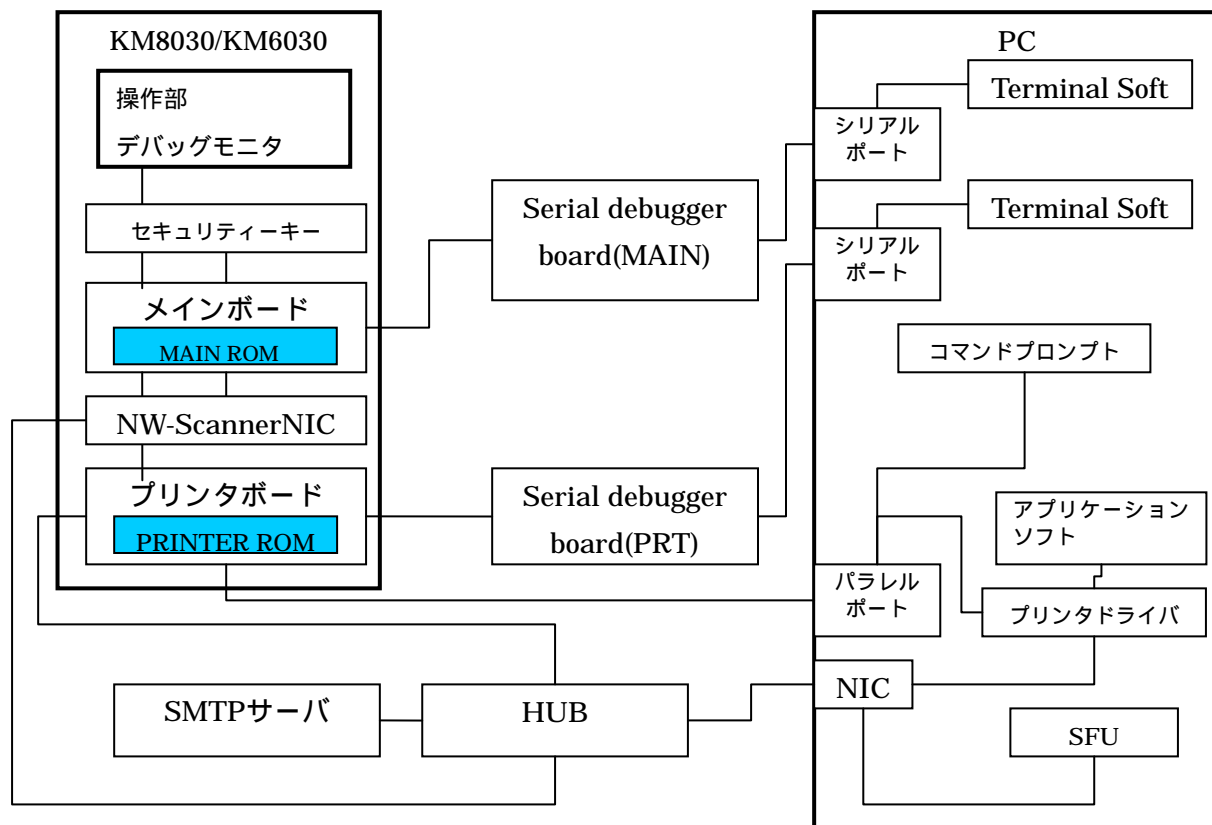 KM8030/KM6030
操作部
デバッグモニタ
セキュリティーキー
メインボード
MAIN ROM
NW-ScannerNIC
プリンタボード
PRINTER ROM
Serial debugger
board(MAIN)
Serial debugger
board(PRT)
SMTPサーバ
HUB
PC
Terminal Soft
シリアル
ポート
Terminal Soft
シリアル
ポート
コマンドプロンプト
アプリケーション
ソフト
パラレル
ポート
プリンタドライバ
NIC
SFU